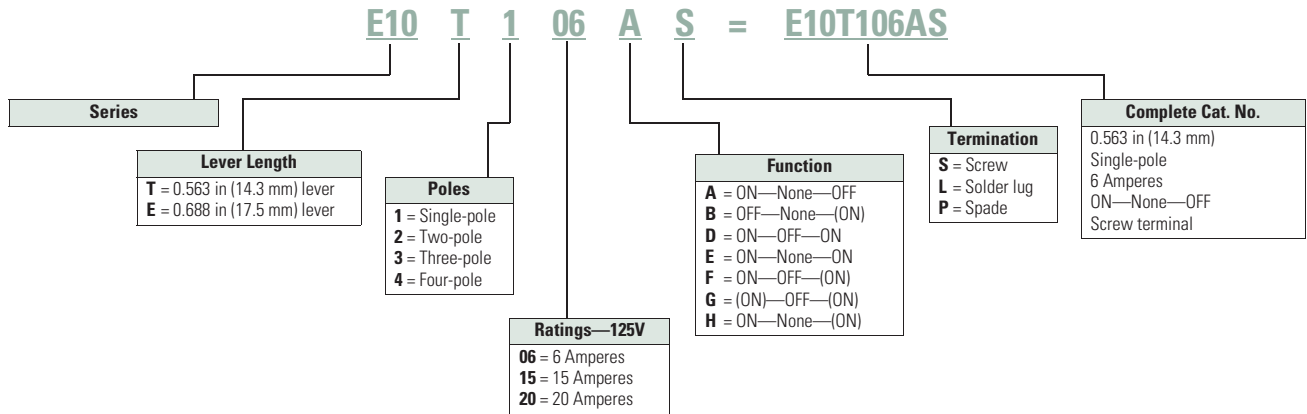 E10 T 1 06 A S = E10T106AS
Series
Lever Length
T = 0.563 in (14.3 mm) lever
E = 0.688 in (17.5 mm) lever
Poles
1 = Single-pole
2 = Two-pole
3 = Three-pole
4 = Four-pole
Ratings—125V
06 = 6 Amperes
15 = 15 Amperes
20 = 20 Amperes
Function
A = ON—None—OFF
B = OFF—None—(ON)
D = ON—OFF—ON
E = ON—None—ON
F = ON—OFF—(ON)
G = (ON)—OFF—(ON)
H = ON—None—(ON)
Termination
S = Screw
L = Solder lug
P = Spade
Complete Cat. No.
0.563 in (14.3 mm)
Single-pole
6 Amperes
ON—None—OFF
Screw terminal